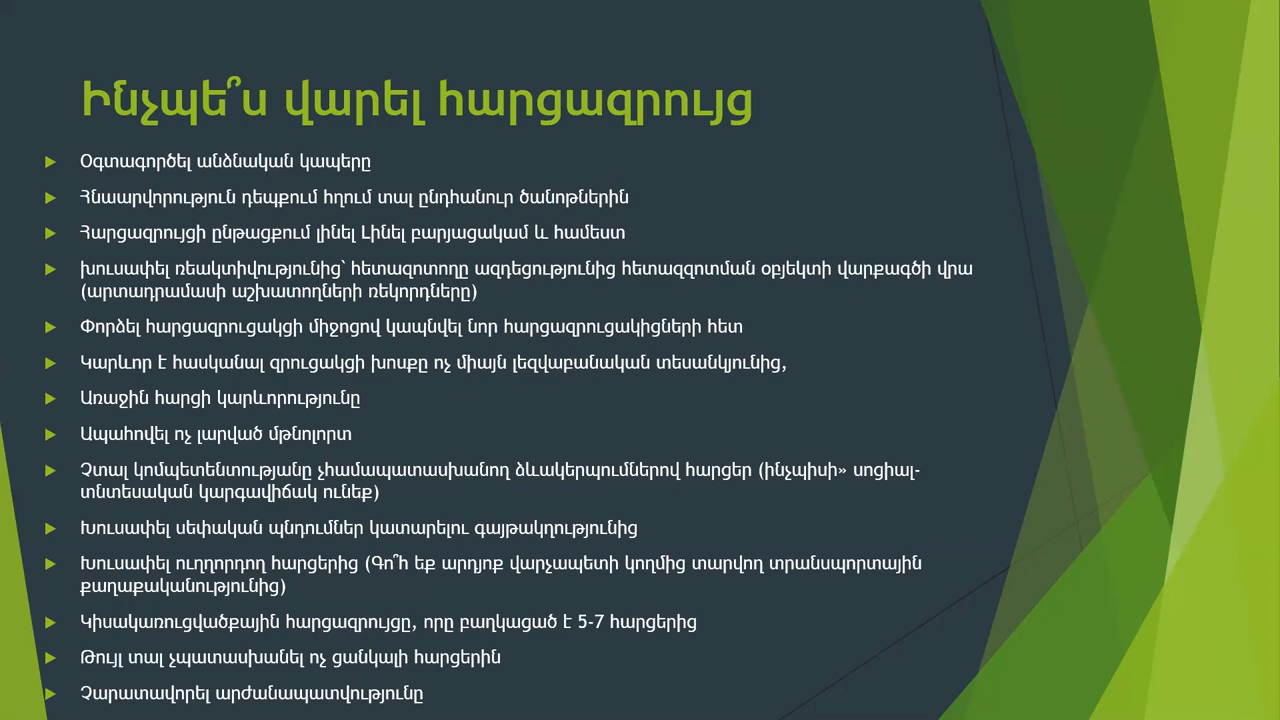 Ինչպե՞ս վարել հարցազրույց
Օգտագործել անձնական կապերը
Հնաարվորություն դեպքում հղում տալ ընդհանուր ծանոթներին
Հարցազրույցի ընթացքում լինել Լինել բարյացակամ և համեստ
խուսափել ռեակտիվությունից՝ հետազոտողը ազդեցությունից հետազզոտման օբյեկտի վարքագծի վրա
(արտադրամասի աշխատողների ռեկորդները)
Փորձել հարցազրուցակցի միջոցով կապնվել նոր հարցազրուցակիցների հետ
Կարևոր է հասկանալ զրուցակցի խոսքը ոչ միայն լեզվաբանական տեսանկյունից,
Առաջին հարցի կարևորությունը
Ապահովել ոչ լարված մթնոլորտ
Չտալ կոմպետենտությանը չհամապատասխանող ձևակերպումներով հարցեր (ինչպիսի» սոցիալ-
տնտեսական կարգավիճակ ունեք)
Խուսափել սեփական պնդումներ կատարելու գայթակղությունից
Խուսափել ուղղորդող հարցերից (Գո՞հ եք արդյոք վարչապետի կողմից տարվող տրանսպորտային
քաղաքականությունից)
Կիսակառուցվածքային հարցազրույցը, որը բաղկացած է 5-7 հարցերից
Թույլ տալ չպատասխանել ոչ ցանկալի հարցերին
Չարատավորել արժանապատվությունը